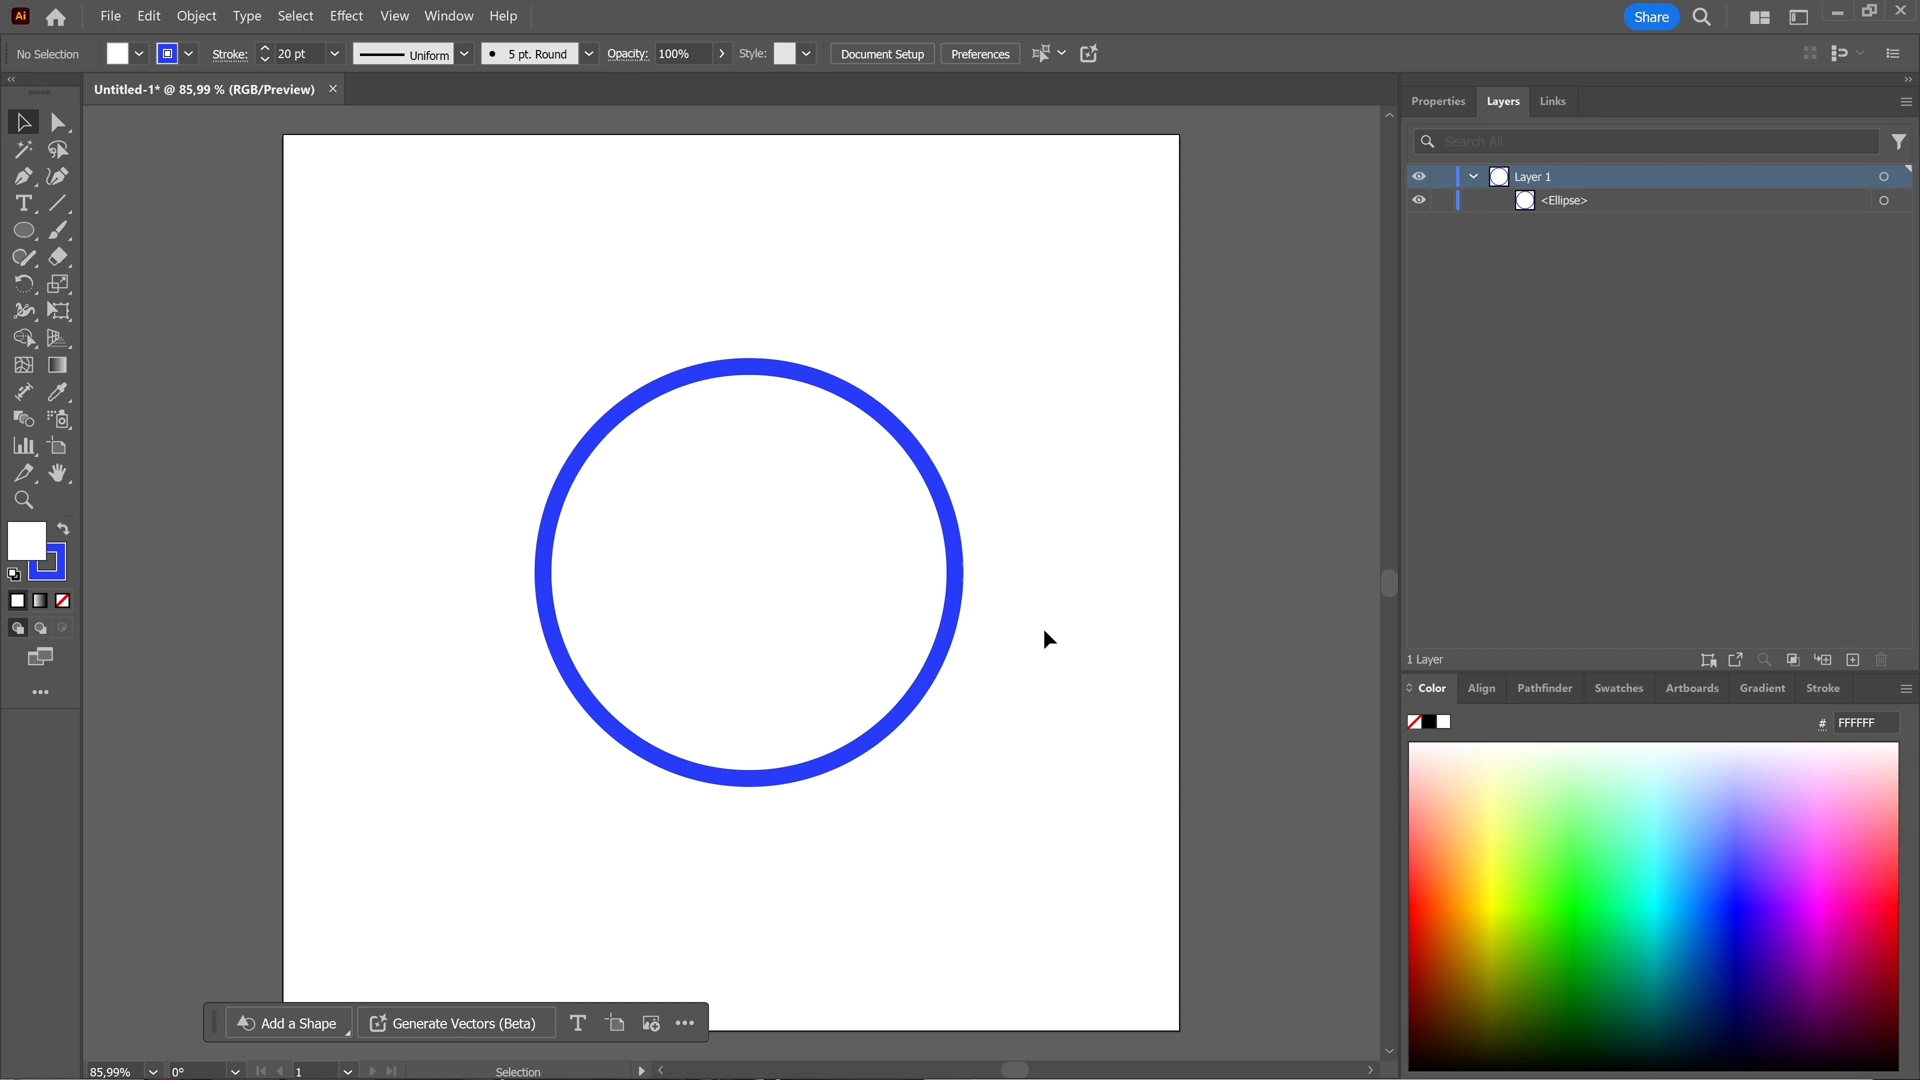 Ai File Edit Object Type Select Effect View Window Help Share
No Selection Stroke: 20 pt Uniform 5 pt. Round Opacity: 100% Style: Document Setup Preferences
Untitled-1* @ 85,99 % (RGB/Preview)
Properties Layers Links
Search All
Layer 1
<Ellipse>
1 Layer
Color Align Pathfinder Swatches Artboards Gradient Stroke
# FFFFFF
Add a Shape Generate Vectors (Beta)
85,99% 0° 1 Selection